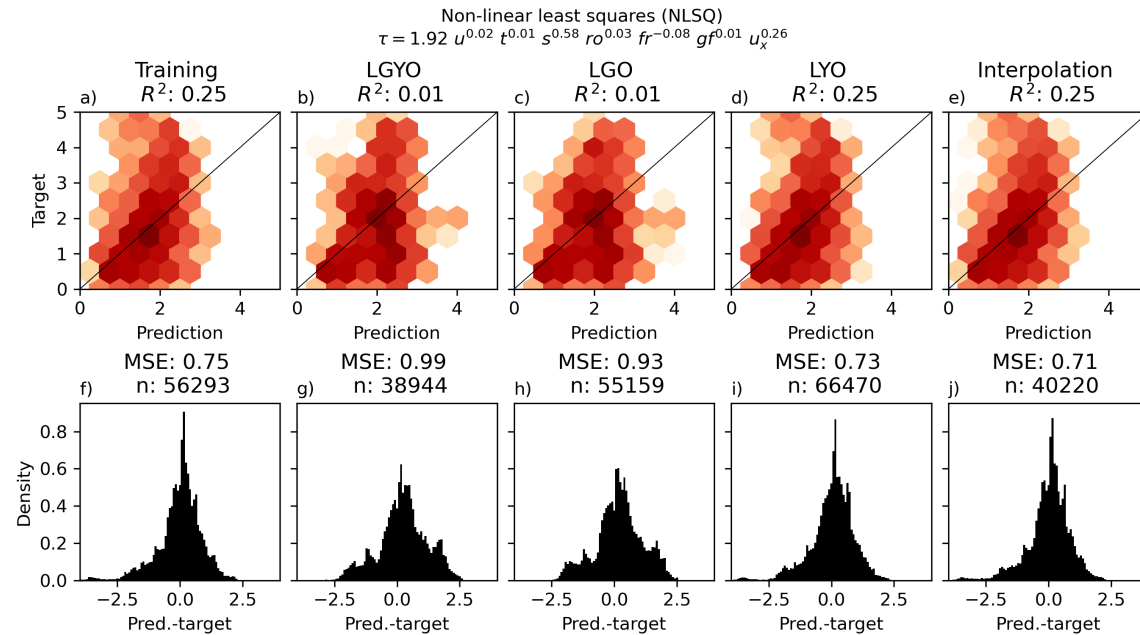 Non-linear least squares (NLSQ)
τ = 1.92 u^0.02 t^0.01 s^0.58 ro^0.03 fr^−0.08 gf^0.01 u_x^0.26
Training LGYO LGO LYO Interpolation
a) R²: 0.25 b) R²: 0.01 c) R²: 0.01 d) R²: 0.25 e) R²: 0.25
5
4
3
2
1
0
Target
0 2 4 0 2 4 0 2 4 0 2 4 0 2 4
Prediction Prediction Prediction Prediction Prediction
MSE: 0.75 MSE: 0.99 MSE: 0.93 MSE: 0.73 MSE: 0.71
f) n: 56293 g) n: 38944 h) n: 55159 i) n: 66470 j) n: 40220
0.8
0.6
0.4
0.2
0.0
Density
−2.5 0.0 2.5 −2.5 0.0 2.5 −2.5 0.0 2.5 −2.5 0.0 2.5 −2.5 0.0 2.5
Pred.-target Pred.-target Pred.-target Pred.-target Pred.-target